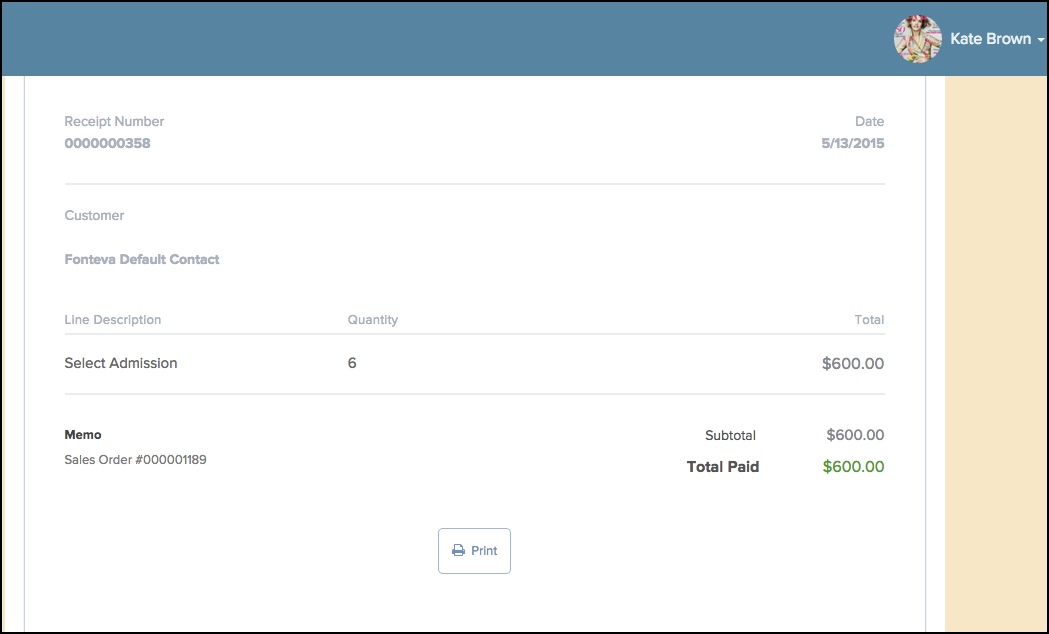 Kate Brown
Receipt Number Date
0000000358 5/13/2015
Customer
Fonteva Default Contact
Line Description Quantity Total
Select Admission 6 $600.00
Memo Subtotal $600.00
Sales Order #000001189 Total Paid $600.00
Print